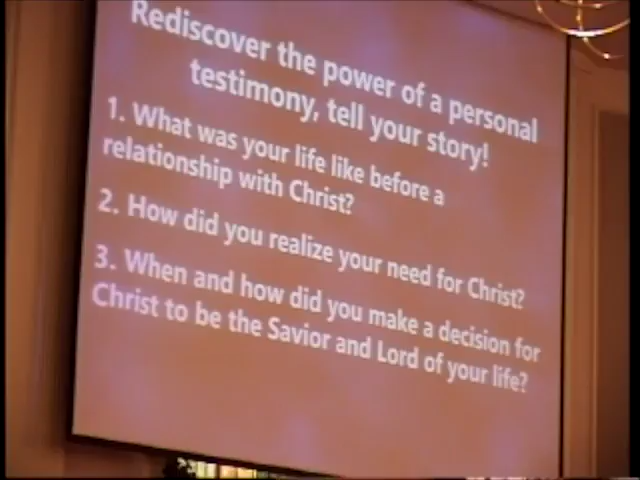 Rediscover the power of a personal
testimony, tell your story!
1. What was your life like before a
relationship with Christ?
2. How did you realize your need for Christ?
3. When and how did you make a decision for
Christ to be the Savior and Lord of your life?